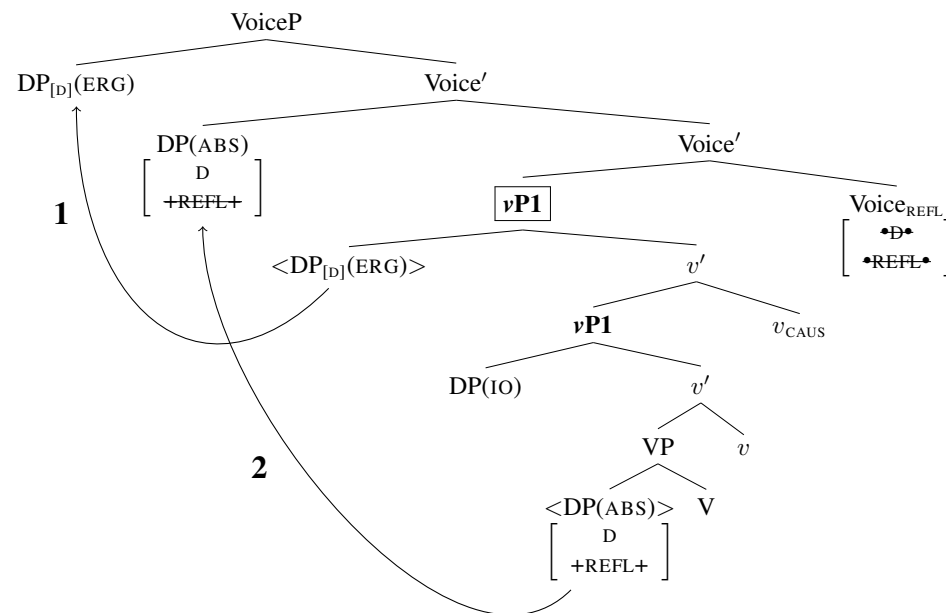 VoiceP
DP[D](ERG) Voice′
DP(ABS) Voice′
D
+REFL+
1 vP1 VoiceREFL
•D•
•REFL•
<DP[D](ERG)> v′
vP1 vCAUS
DP(IO) v′
2 VP v
<DP(ABS)> V
D
+REFL+